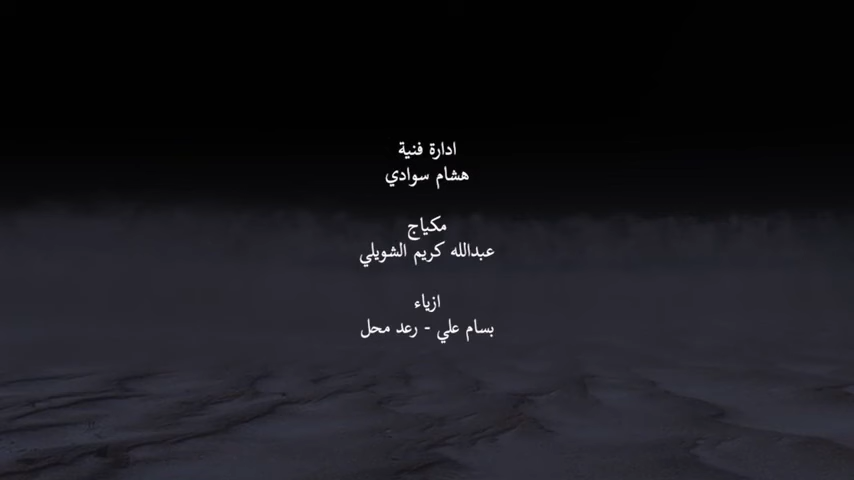 ادارة فنية
هشام سوادي
مكياج
عبدالله كريم الشويلي
ازياء
بسام علي - رعد محل